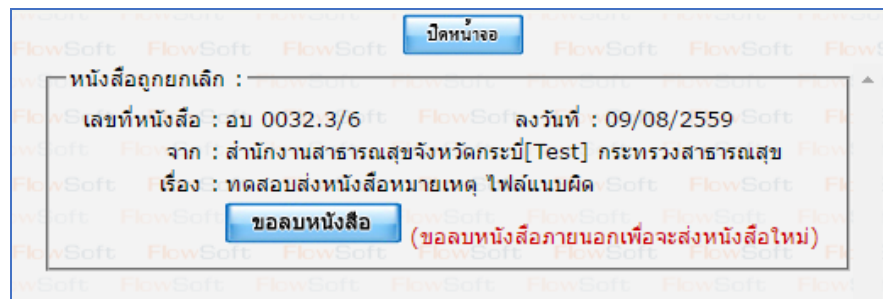 ปิดหน้าจอ
หนังสือถูกยกเลิก :
เลขที่หนังสือ : อบ 0032.3/6 ลงวันที่ : 09/08/2559
จาก : สำนักงานสาธารณสุขจังหวัดกระบี่[Test] กระทรวงสาธารณสุข
เรื่อง : ทดสอบส่งหนังสือหมายเหตุ ไฟล์แนบผิด
ขอลบหนังสือ (ขอลบหนังสือภายนอกเพื่อจะส่งหนังสือใหม่)